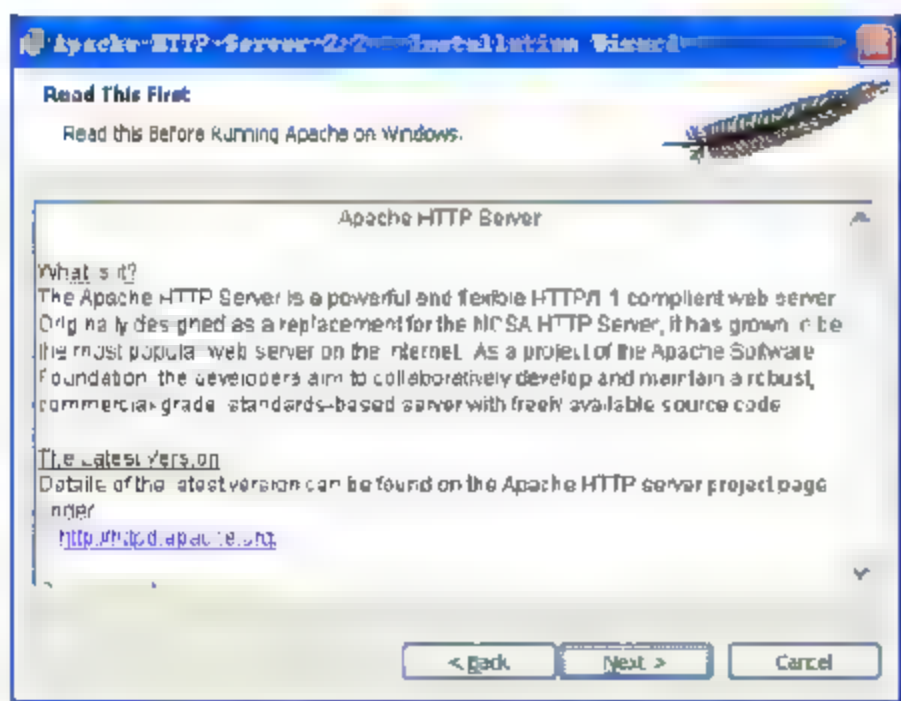 Apache HTTP Server 2.2 - Installation Wizard
Read This First
Read this Before Running Apache on Windows.
Apache HTTP Server
What is it?
The Apache HTTP Server is a powerful and flexible HTTP/1.1 compliant web server.
Originally designed as a replacement for the NCSA HTTP Server, it has grown to be
the most popular web server on the Internet. As a project of the Apache Software
Foundation, the developers aim to collaboratively develop and maintain a robust,
commercial-grade, standards-based server with freely available source code.
The Latest Version
Details of the latest version can be found on the Apache HTTP server project page
under
http://httpd.apache.org/
< Back
Next >
Cancel